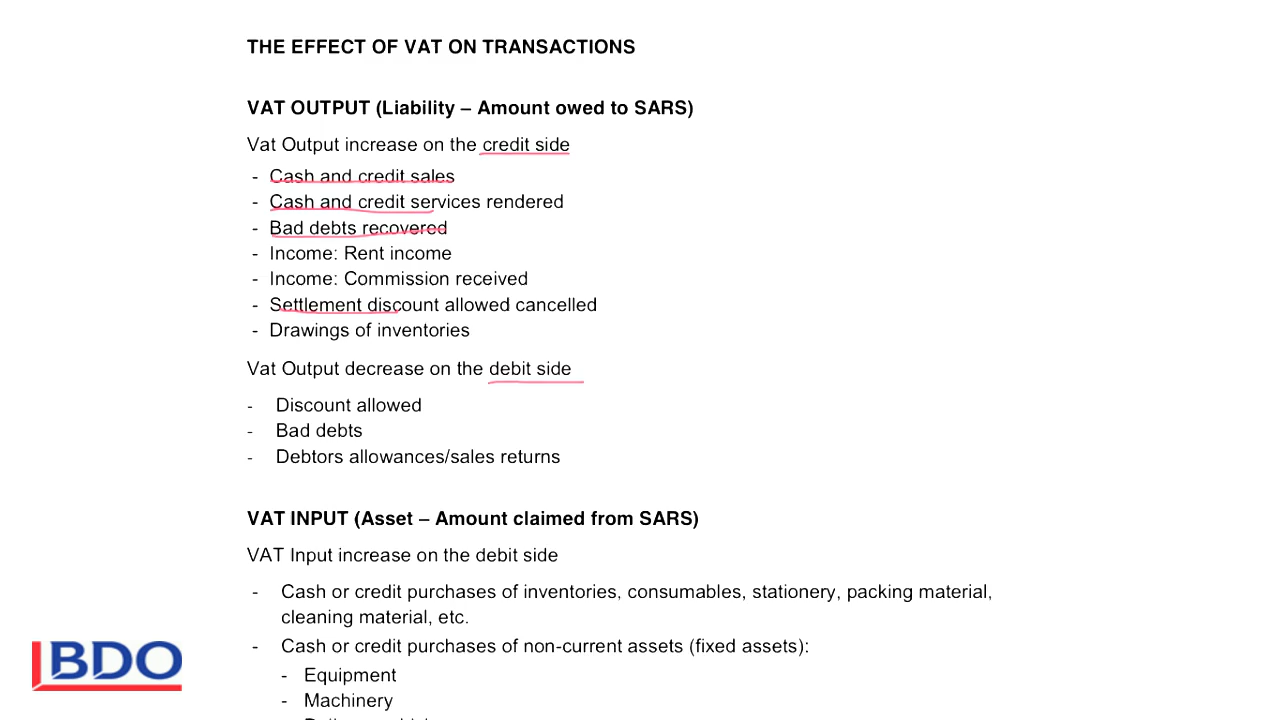 THE EFFECT OF VAT ON TRANSACTIONS
VAT OUTPUT (Liability – Amount owed to SARS)
Vat Output increase on the credit side
- Cash and credit sales
- Cash and credit services rendered
- Bad debts recovered
- Income: Rent income
- Income: Commission received
- Settlement discount allowed cancelled
- Drawings of inventories
Vat Output decrease on the debit side
- Discount allowed
- Bad debts
- Debtors allowances/sales returns
VAT INPUT (Asset – Amount claimed from SARS)
VAT Input increase on the debit side
- Cash or credit purchases of inventories, consumables, stationery, packing material,
cleaning material, etc.
- Cash or credit purchases of non-current assets (fixed assets):
- Equipment
- Machinery
BDO